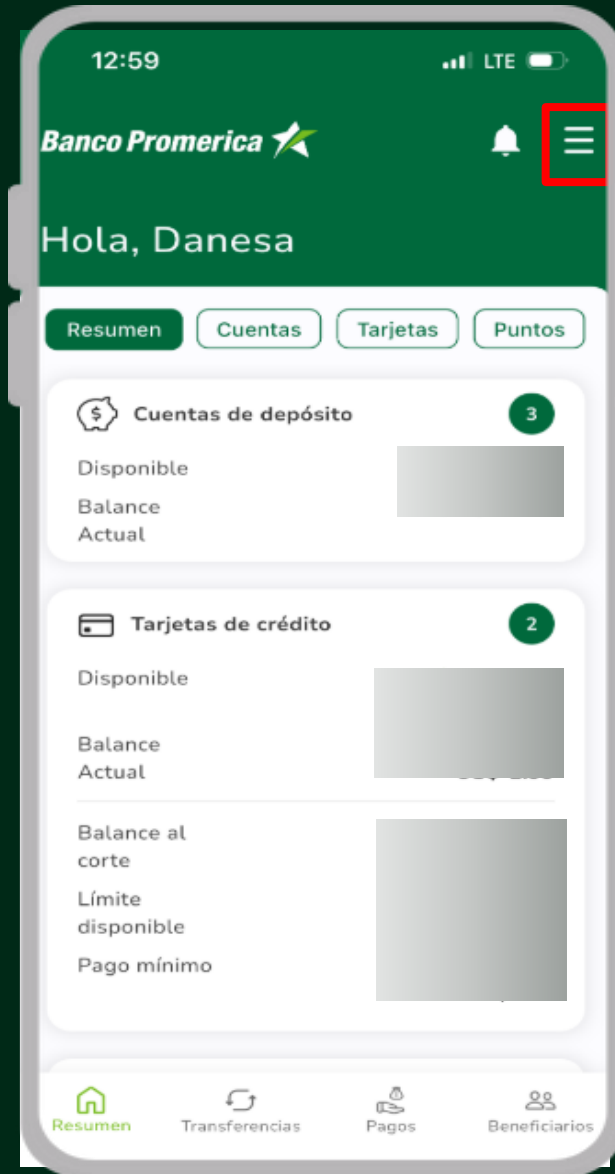 12:59 LTE
Banco Promerica
Hola, Danesa
Resumen Cuentas Tarjetas Puntos
Cuentas de depósito 3
Disponible
Balance
Actual
Tarjetas de crédito 2
Disponible
Balance
Actual
Balance al
corte
Límite
disponible
Pago mínimo
Resumen Transferencias Pagos Beneficiarios